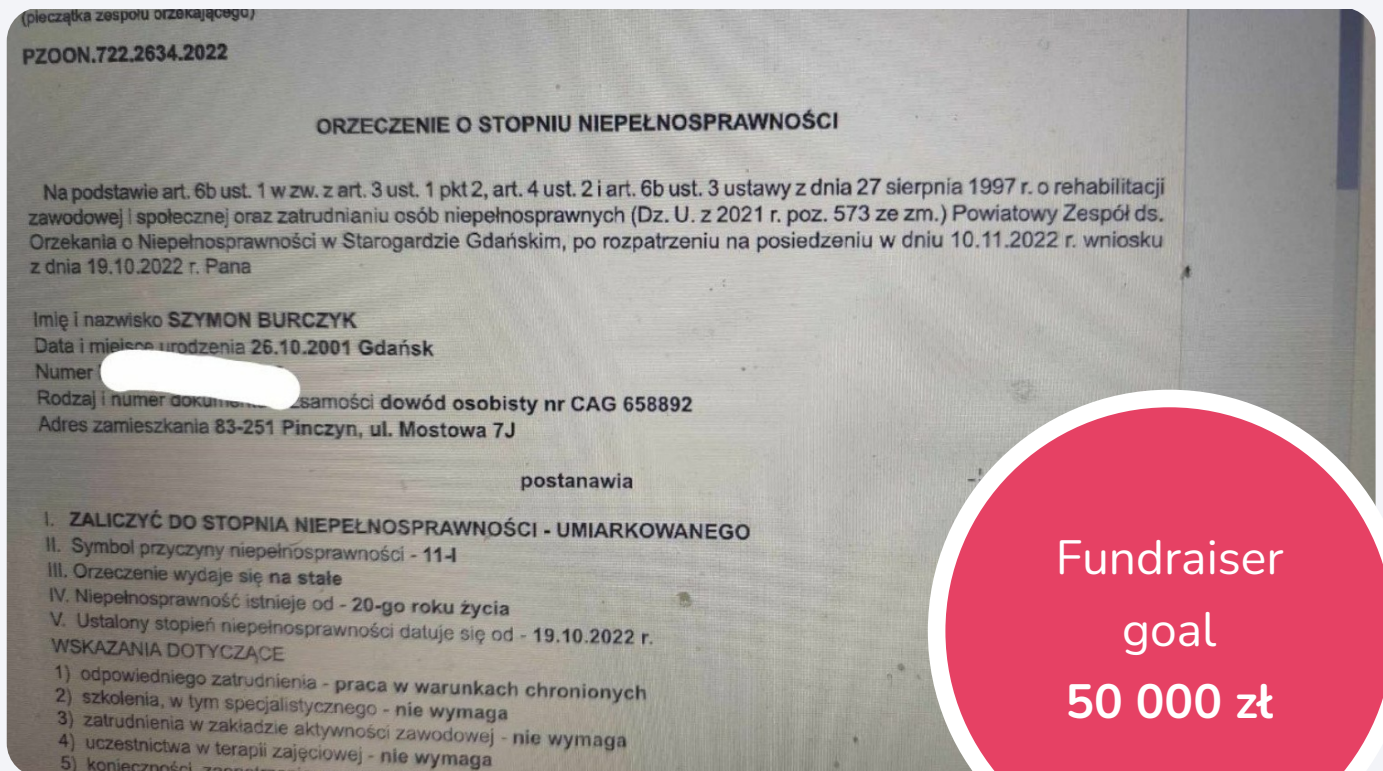 (pieczątka zespołu orzekającego)
PZOON.722.2634.2022
ORZECZENIE O STOPNIU NIEPEŁNOSPRAWNOŚCI
Na podstawie art. 6b ust. 1 w zw. z art. 3 ust. 1 pkt 2, art. 4 ust. 2 i art. 6b ust. 3 ustawy z dnia 27 sierpnia 1997 r. o rehabilitacji
zawodowej i społecznej oraz zatrudnianiu osób niepełnosprawnych (Dz. U. z 2021 r. poz. 573 ze zm.) Powiatowy Zespół ds.
Orzekania o Niepełnosprawności w Starogardzie Gdańskim, po rozpatrzeniu na posiedzeniu w dniu 10.11.2022 r. wniosku
z dnia 19.10.2022 r. Pana
Imię i nazwisko SZYMON BURCZYK
Data i miejsce urodzenia 26.10.2001 Gdańsk
Numer
Rodzaj i numer dowód osobisty nr CAG 658892
Adres zamieszkania 83-251 Pinczyn, ul. Mostowa 7J
postanawia
I. ZALICZYĆ DO STOPNIA NIEPEŁNOSPRAWNOŚCI - UMIARKOWANEGO
II. Symbol przyczyny niepełnosprawności - 11-I
III. Orzeczenie wydaje się na stałe
IV. Niepełnosprawność istnieje od - 20-go roku życia
V. Ustalony stopień niepełnosprawności datuje się od - 19.10.2022 r.
WSKAZANIA DOTYCZĄCE
1) odpowiedniego zatrudnienia - praca w warunkach chronionych
2) szkolenia, w tym specjalistycznego - nie wymaga
3) zatrudnienia w zakładzie aktywności zawodowej - nie wymaga
4) uczestnictwa w terapii zajęciowej - nie wymaga
5) konieczności
Fundraiser
goal
50 000 zł